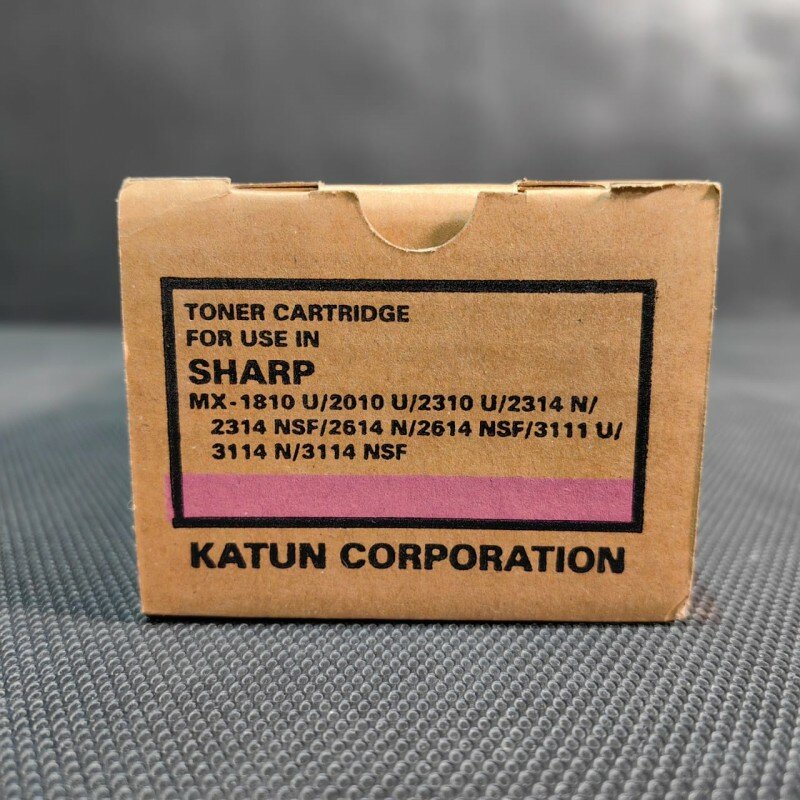 TONER CARTRIDGE
FOR USE IN
SHARP
MX-1810 U/2010 U/2310 U/2314 N/
2314 NSF/2614 N/2614 NSF/3111 U/
3114 N/3114 NSF
KATUN CORPORATION